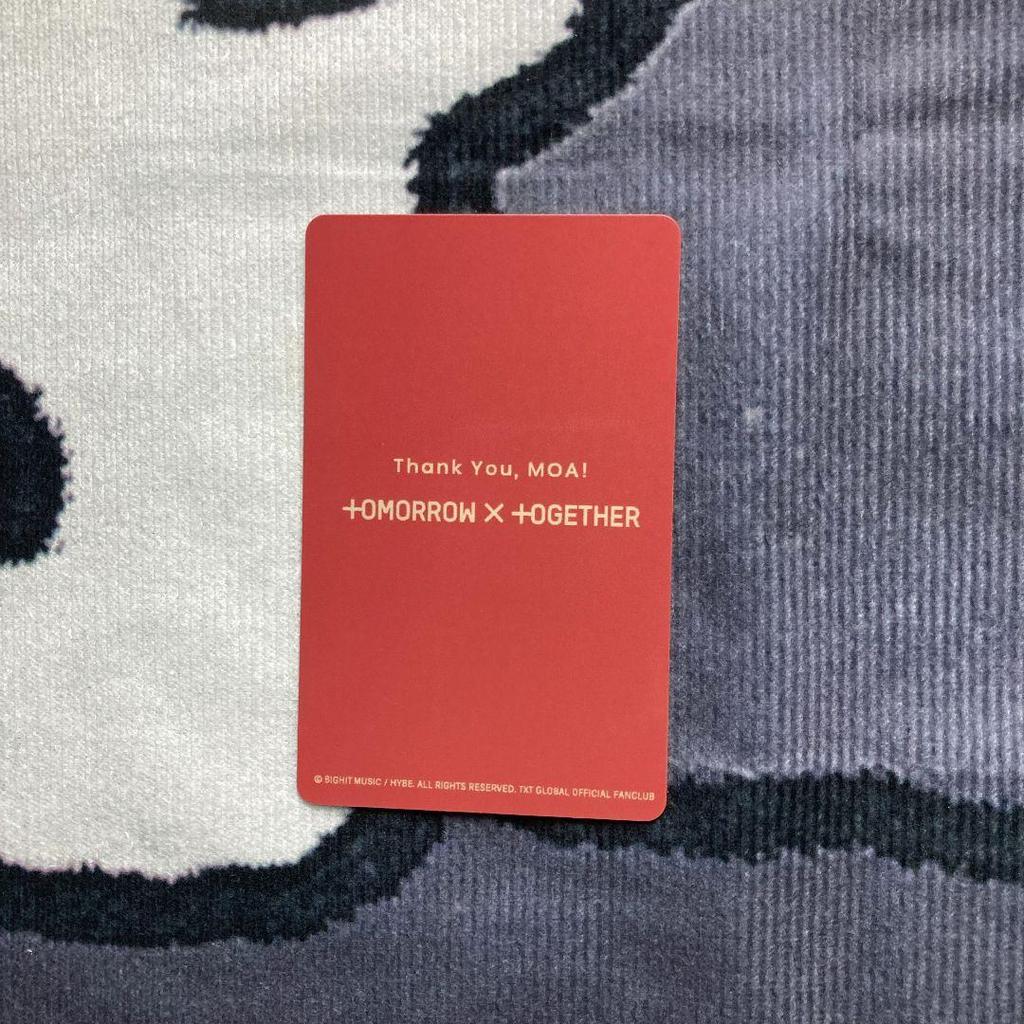 Thank You, MOA!
TOMORROW X TOGETHER
© BIGHIT MUSIC / HYBE. ALL RIGHTS RESERVED. TXT GLOBAL OFFICIAL FANCLUB